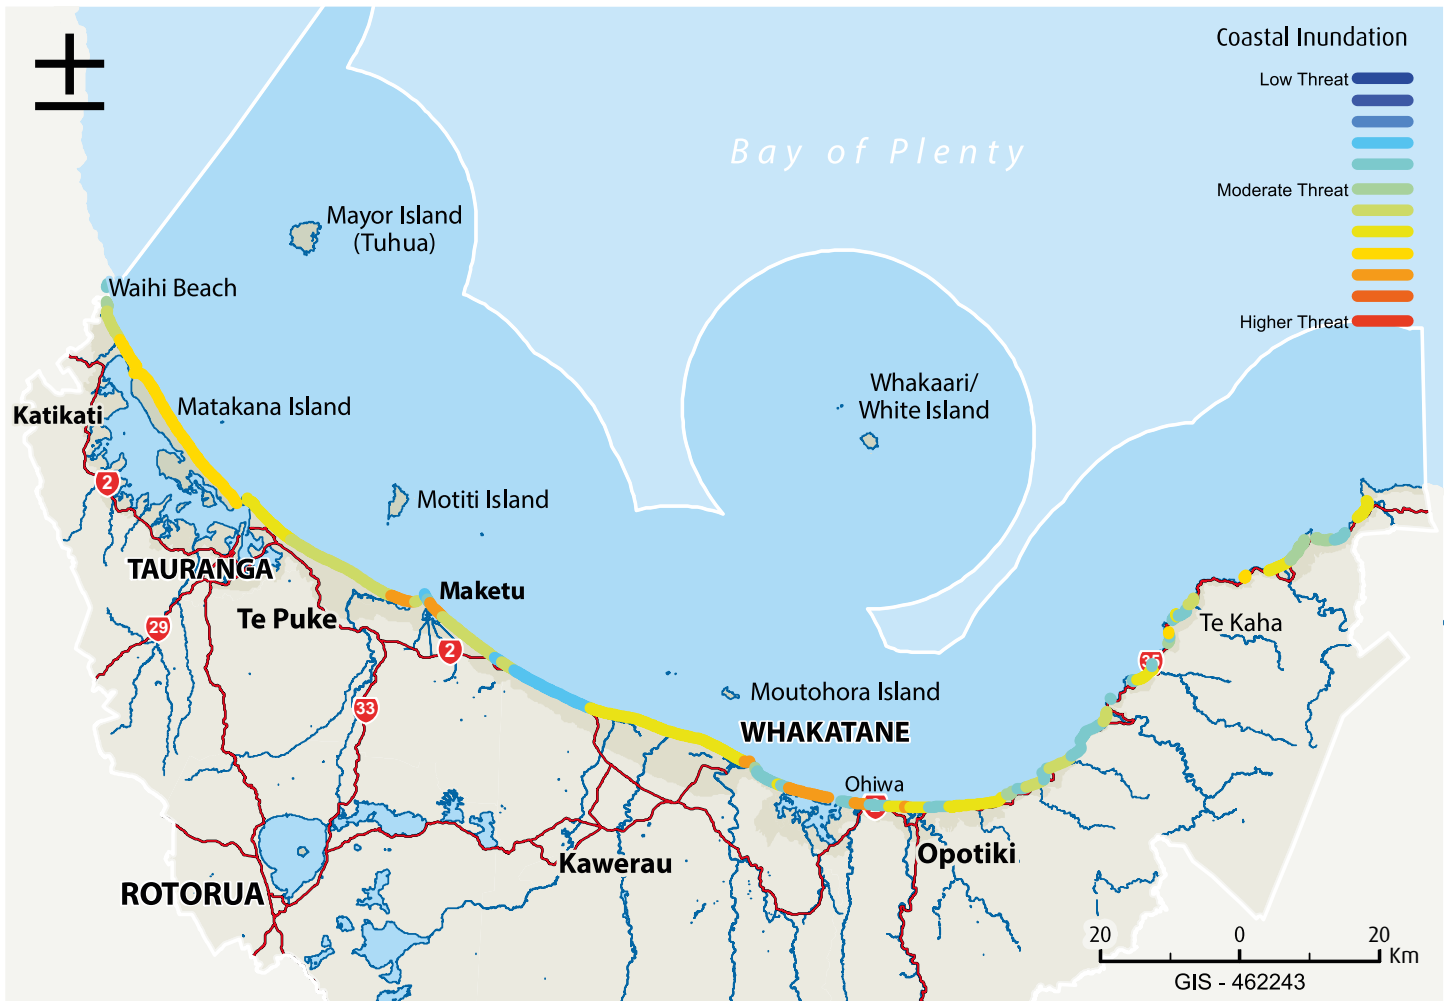 Coastal Inundation
Low Threat
Moderate Threat
Higher Threat
Bay of Plenty
Mayor Island
(Tuhua)
Waihi Beach
Whakaari/
White Island
Matakana Island
Katikati
2
Motiti Island
TAURANGA
Maketu
Te Puke
29
2
Te Kaha
35
Moutohora Island
33
WHAKATANE
Ohiwa
Opotiki
Kawerau
ROTORUA
20 0 20
Km
GIS - 462243